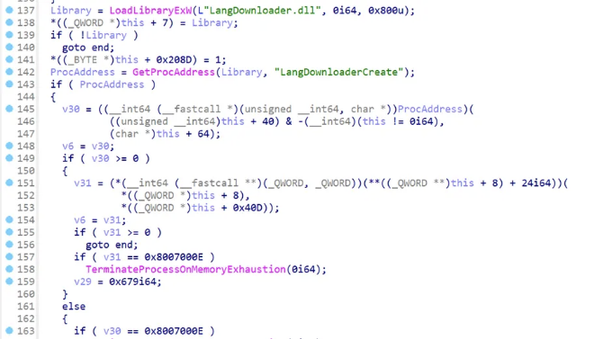 137 Library = LoadLibraryExW(L"LangDownloader.dll", 0i64, 0x800u);
138 *((_QWORD *)this + 7) = Library;
139 if ( !Library )
140 goto end;
141 *((_BYTE *)this + 0x208D) = 1;
142 ProcAddress = GetProcAddress(Library, "LangDownloaderCreate");
143 if ( ProcAddress )
144 {
145 v30 = ((__int64 (__fastcall *)(unsigned __int64, char *))ProcAddress)(
146 ((unsigned __int64)this + 40) & -(__int64)(this != 0i64),
147 (char *)this + 64);
148 v6 = v30;
149 if ( v30 >= 0 )
150 {
151 v31 = (*(__int64 (__fastcall **)(_QWORD, _QWORD))(**((_QWORD **)this + 8) + 24i64))(
152 *((_QWORD *)this + 8),
153 *((_QWORD *)this + 0x40D));
154 v6 = v31;
155 if ( v31 >= 0 )
156 goto end;
157 if ( v31 == 0x8007000E )
158 TerminateProcessOnMemoryExhaustion(0i64);
159 v29 = 0x679i64;
160 }
161 else
162 {
163 if ( v30 == 0x8007000E )